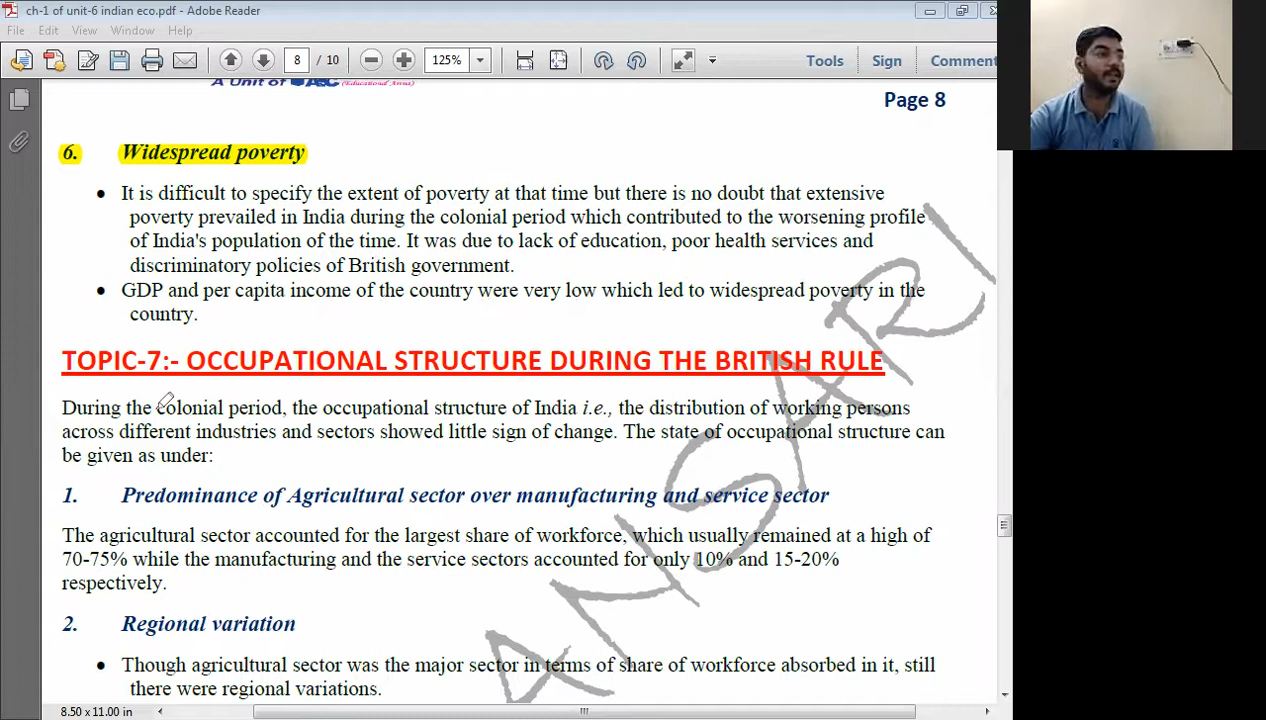 ch-1 of unit-6 indian eco.pdf - Adobe Reader
File Edit View Window Help
8 / 10 125% Tools Sign Comment
A Unit of (Educational Arena)
Page 8
6. Widespread poverty
• It is difficult to specify the extent of poverty at that time but there is no doubt that extensive
poverty prevailed in India during the colonial period which contributed to the worsening profile
of India's population of the time. It was due to lack of education, poor health services and
discriminatory policies of British government.
• GDP and per capita income of the country were very low which led to widespread poverty in the
country.
TOPIC-7:- OCCUPATIONAL STRUCTURE DURING THE BRITISH RULE
During the colonial period, the occupational structure of India i.e., the distribution of working persons
across different industries and sectors showed little sign of change. The state of occupational structure can
be given as under:
1. Predominance of Agricultural sector over manufacturing and service sector
The agricultural sector accounted for the largest share of workforce, which usually remained at a high of
70-75% while the manufacturing and the service sectors accounted for only 10% and 15-20%
respectively.
2. Regional variation
• Though agricultural sector was the major sector in terms of share of workforce absorbed in it, still
there were regional variations.
ANSARI
8.50 x 11.00 in